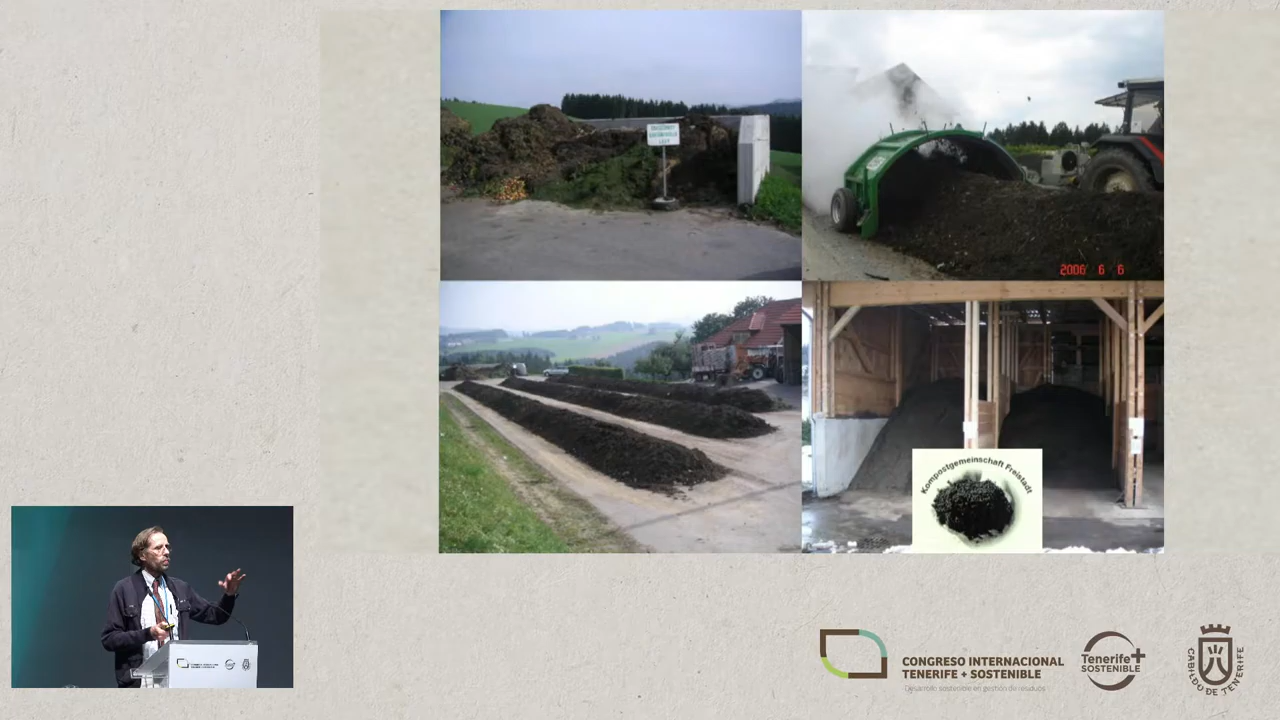 2006 6 6
Kompostgemeinschaft Freistadt
CONGRESO INTERNACIONAL
TENERIFE + SOSTENIBLE
Desarrollo sostenible en gestión de residuos
Tenerife+
SOSTENIBLE
CABILDO DE TENERIFE